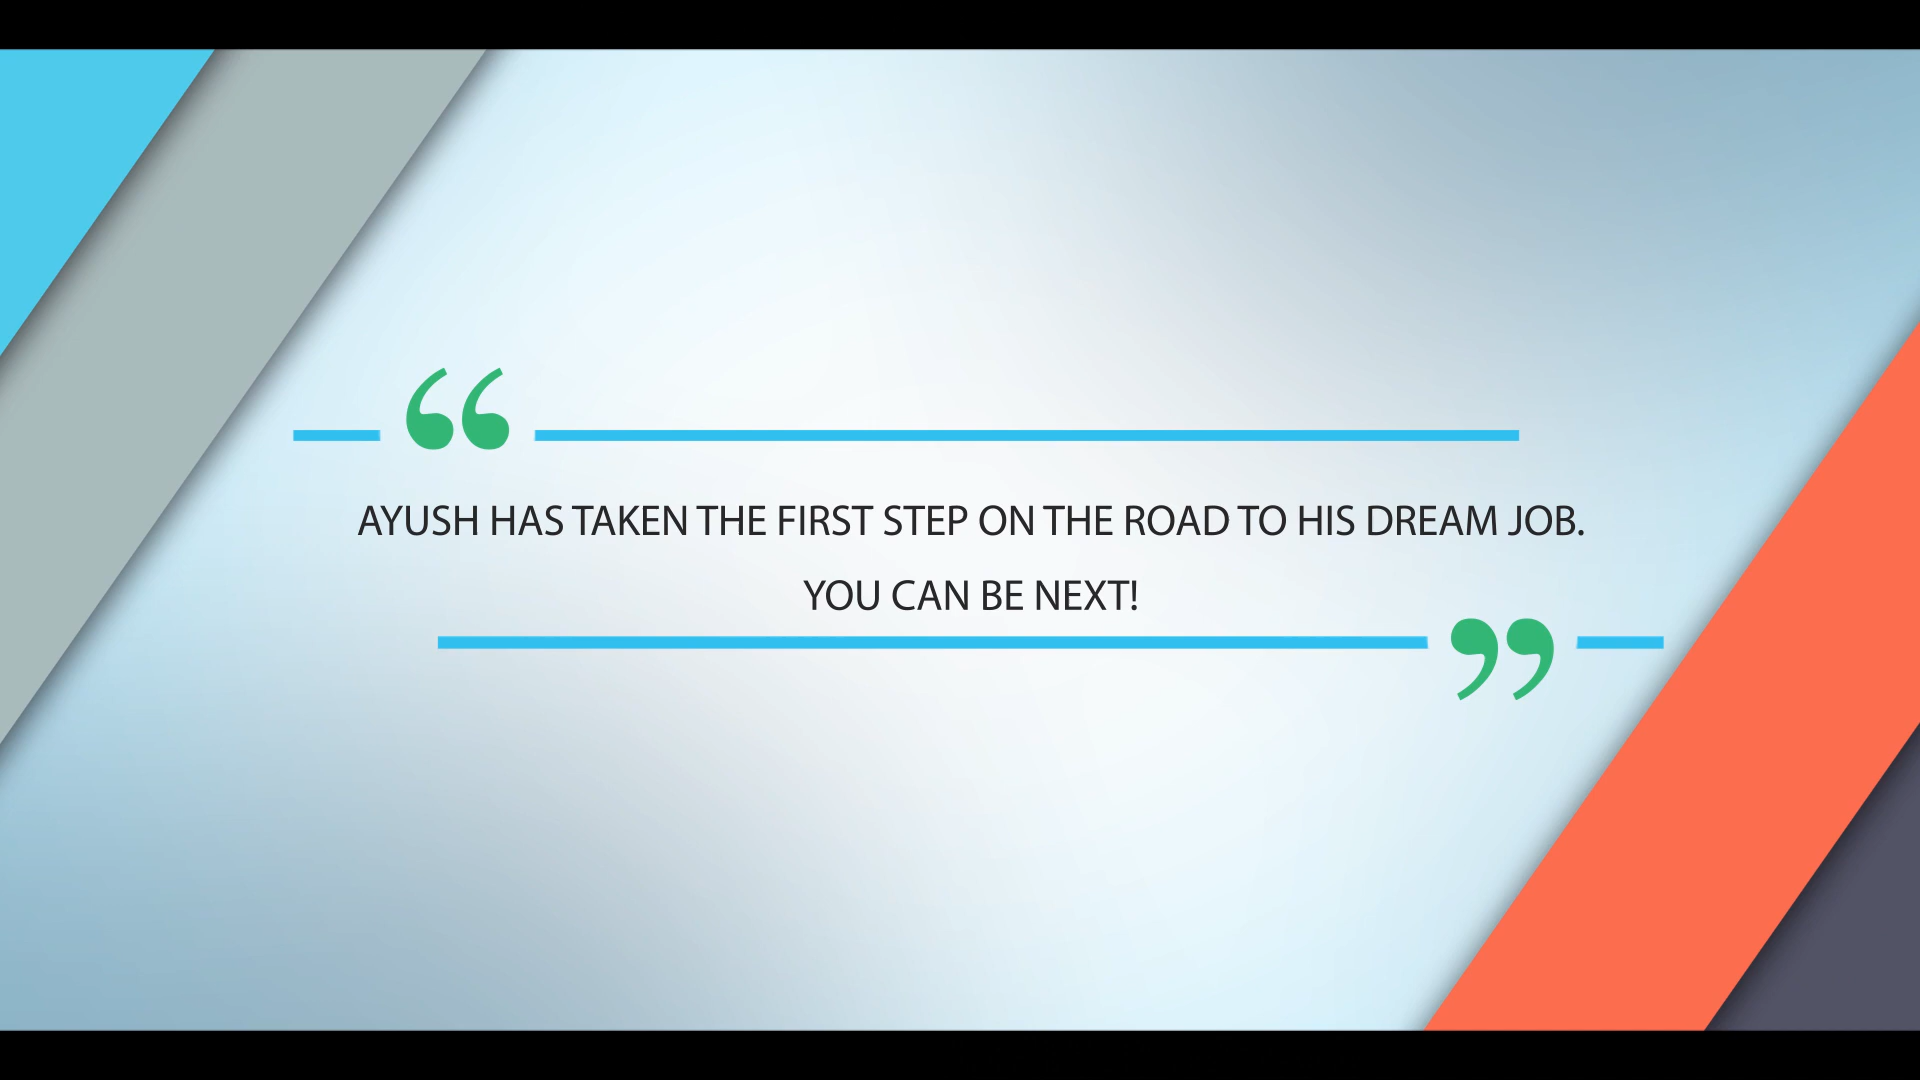 AYUSH HAS TAKEN THE FIRST STEP ON THE ROAD TO HIS DREAM JOB.
YOU CAN BE NEXT!